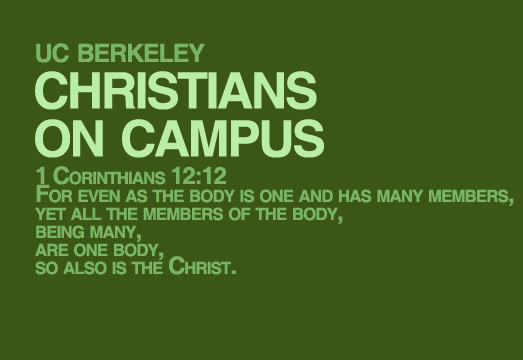 UC BERKELEY
CHRISTIANS
ON CAMPUS
1 Corinthians 12:12
For even as the body is one and has many members,
yet all the members of the body,
being many,
are one body,
so also is the Christ.